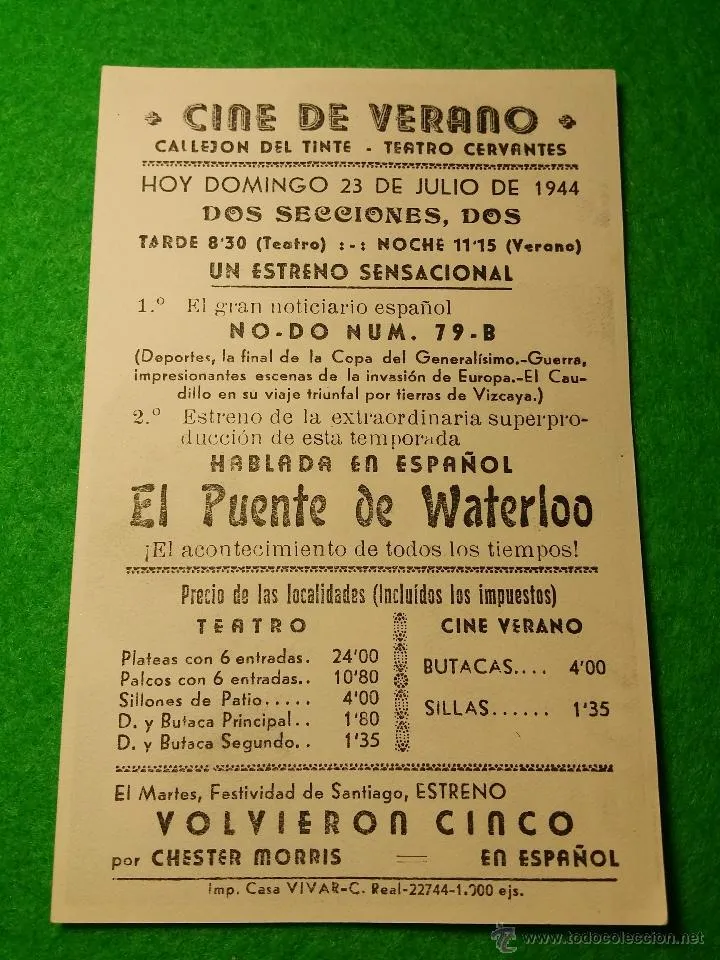 CINE DE VERANO
CALLEJON DEL TINTE - TEATRO CERVANTES
HOY DOMINGO 23 DE JULIO DE 1944
DOS SECCIONES, DOS
TARDE 8'30 (Teatro) :-: NOCHE 11'15 (Verano)
UN ESTRENO SENSACIONAL
1.º El gran noticiario español
NO-DO NUM. 79-B
(Deportes, la final de la Copa del Generalísimo.-Guerra,
impresionantes escenas de la invasión de Europa.-El Cau-
dillo en su viaje triunfal por tierras de Vizcaya.)
2.º Estreno de la extraordinaria superpro-
ducción de esta temporada
HABLADA EN ESPAÑOL
El Puente de Waterloo
¡El acontecimiento de todos los tiempos!
Precio de las localidades (Incluídos los impuestos)
TEATRO
Plateas con 6 entradas. 24'00
Palcos con 6 entradas.. 10'80
Sillones de Patio..... 4'00
D. y Butaca Principal.. 1'80
D. y Butaca Segundo.. 1'35
CINE VERANO
BUTACAS.... 4'00
SILLAS...... 1'35
El Martes, Festividad de Santiago, ESTRENO
VOLVIERON CINCO
por CHESTER MORRIS — EN ESPAÑOL
Imp. Casa VIVAR-C. Real-22744-1.000 ejs.
www.todocoleccion.net